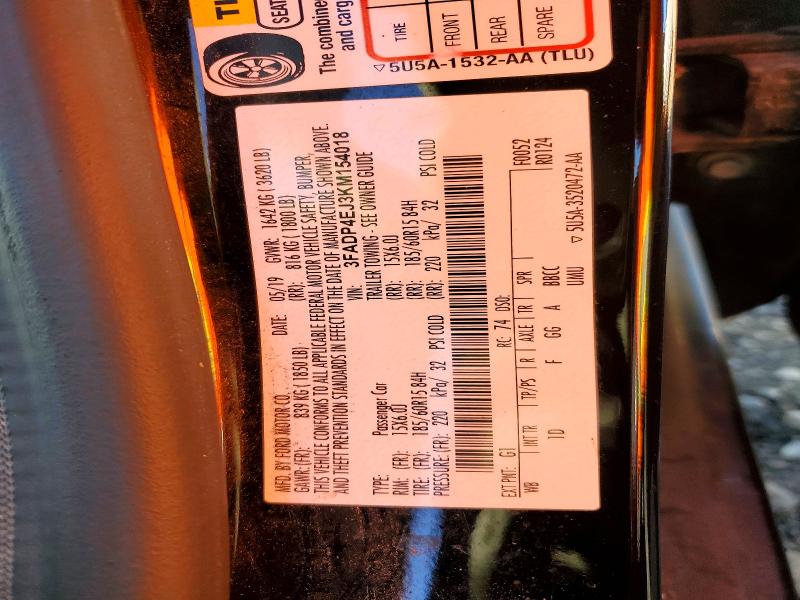 TI
SEAT
The combine
and carg
TIRE
FRONT
REAR
SPARE
5U5A-1532-AA (TLU)
MFD. BY FORD MOTOR CO.
DATE: 05/19 GVWR: 1642 KG ( 3620 LB)
GAWR: (FR): 839 KG ( 1850 LB) (RR): 816 KG ( 1800 LB)
THIS VEHICLE CONFORMS TO ALL APPLICABLE FEDERAL MOTOR VEHICLE SAFETY, BUMPER,
AND THEFT PREVENTION STANDARDS IN EFFECT ON THE DATE OF MANUFACTURE SHOWN ABOVE.
VIN: 3FADP4EJ3KM154018
TYPE: Passenger Car TRAILER TOWING - SEE OWNER GUIDE
RIM: (FR): 15X6.0J (RR): 15X6.0J
TIRE: (FR): 185/60R15 84H (RR): 185/60R15 84H
PRESSURE: (FR): 220 kPa/ 32 PSI COLD (RR): 220 kPa/ 32 PSI COLD
EXT PNT: G1 RC: 74 DSO: F0052
R0124
WB INT TR TP/PS R AXLE TR SPR
1D F GG A BBCC
UMU 5U5A-3520472-AA